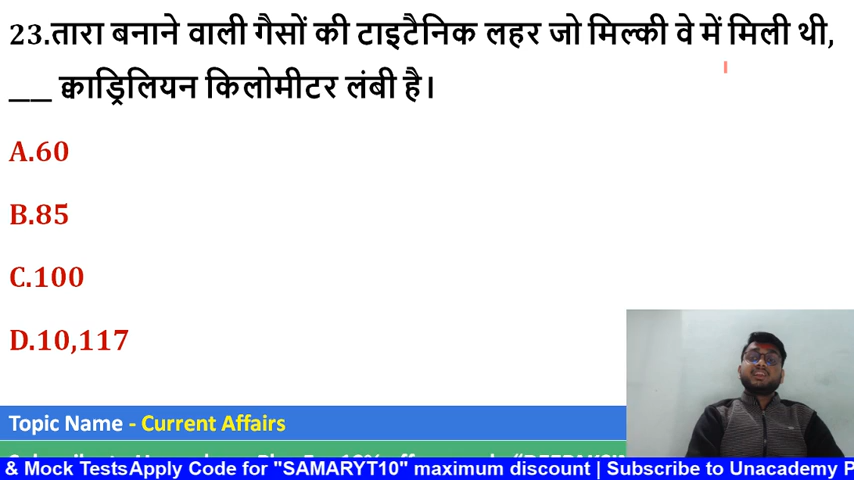 23.तारा बनाने वाली गैसों की टाइटैनिक लहर जो मिल्की वे में मिली थी,
___ क्वाड्रिलियन किलोमीटर लंबी है।
A.60
B.85
C.100
D.10,117
Topic Name - Current Affairs
& Mock TestsApply Code for "SAMARYT10" maximum discount | Subscribe to Unacademy P